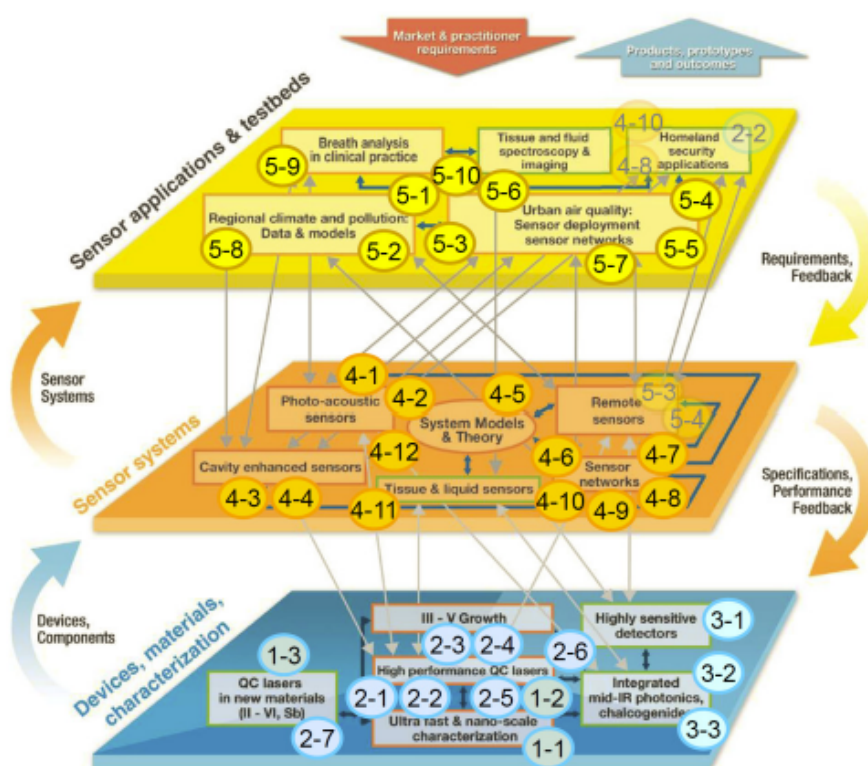 Market & practitioner
requirements
Products, prototypes
and outcomes
Sensor applications & testbeds
Breath analysis
in clinical practice
Tissue and fluid
spectroscopy &
imaging
4-10
Homeland
security
applications
2-2
4-8
5-9
5-10
5-1
5-6
5-4
Regional climate and pollution:
Data & models
Urban air quality:
Sensor deployment
sensor networks
5-8
5-2
5-3
5-7
5-5
Requirements,
Feedback
Sensor
Systems
Sensor systems
4-1
Photo-acoustic
sensors
4-2
4-5
System Models
& Theory
Remote
sensors
5-3
5-4
4-12
4-6
4-7
Cavity enhanced sensors
Sensor
networks
Tissue & liquid sensors
4-3
4-4
4-11
4-10
4-9
4-8
Specifications,
Performance
Feedback
Devices,
Components
Devices, materials,
characterization
III - V Growth
Highly sensitive
detectors
3-1
2-3
2-4
2-6
1-3
High performance QC lasers
3-2
QC lasers
in new materials
(II - VI, Sb)
2-1
2-2
2-5
1-2
Integrated
mid-IR photonics,
chalcogenide
2-7
Ultra fast & nano-scale
characterization
1-1
3-3